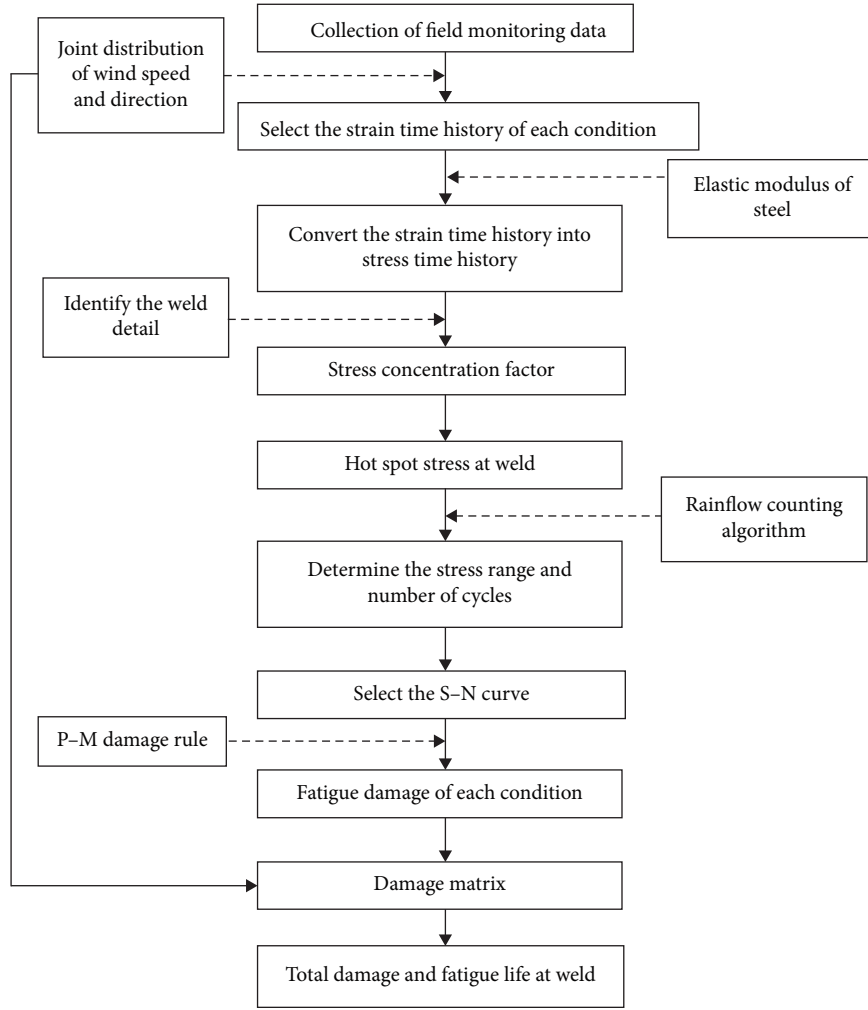 Collection of field monitoring data
Joint distribution
of wind speed
and direction
Select the strain time history of each condition
Elastic modulus of
steel
Convert the strain time history into
stress time history
Identify the weld
detail
Stress concentration factor
Hot spot stress at weld
Rainflow counting
algorithm
Determine the stress range and
number of cycles
Select the S–N curve
P–M damage rule
Fatigue damage of each condition
Damage matrix
Total damage and fatigue life at weld